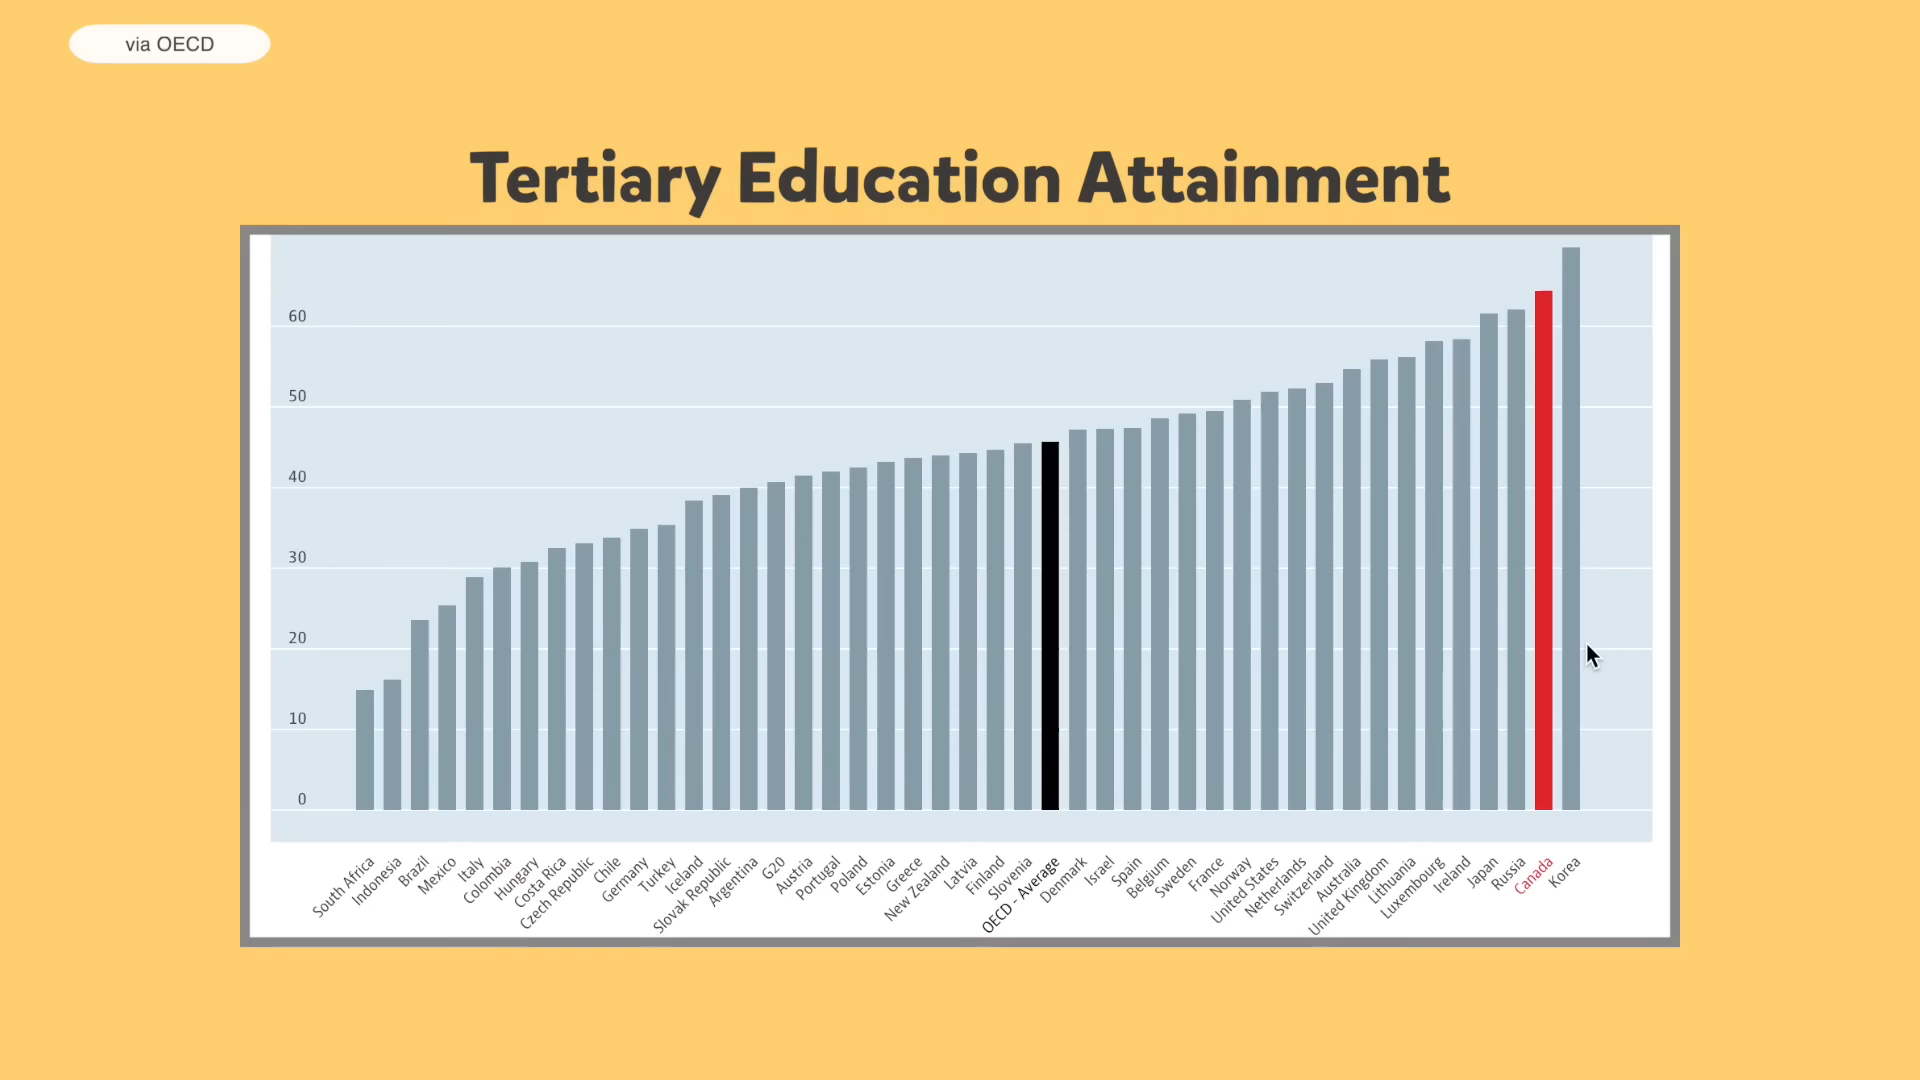 via OECD
Tertiary Education Attainment
60
50
40
30
20
10
0
South Africa
Indonesia
Brazil
Mexico
Italy
Colombia
Hungary
Costa Rica
Czech Republic
Chile
Germany
Turkey
Iceland
Slovak Republic
Argentina
G20
Austria
Portugal
Poland
Estonia
Greece
New Zealand
Latvia
Finland
Slovenia
OECD - Average
Denmark
Israel
Spain
Belgium
Sweden
France
Norway
United States
Netherlands
Switzerland
Australia
United Kingdom
Lithuania
Luxembourg
Ireland
Japan
Russia
Canada
Korea